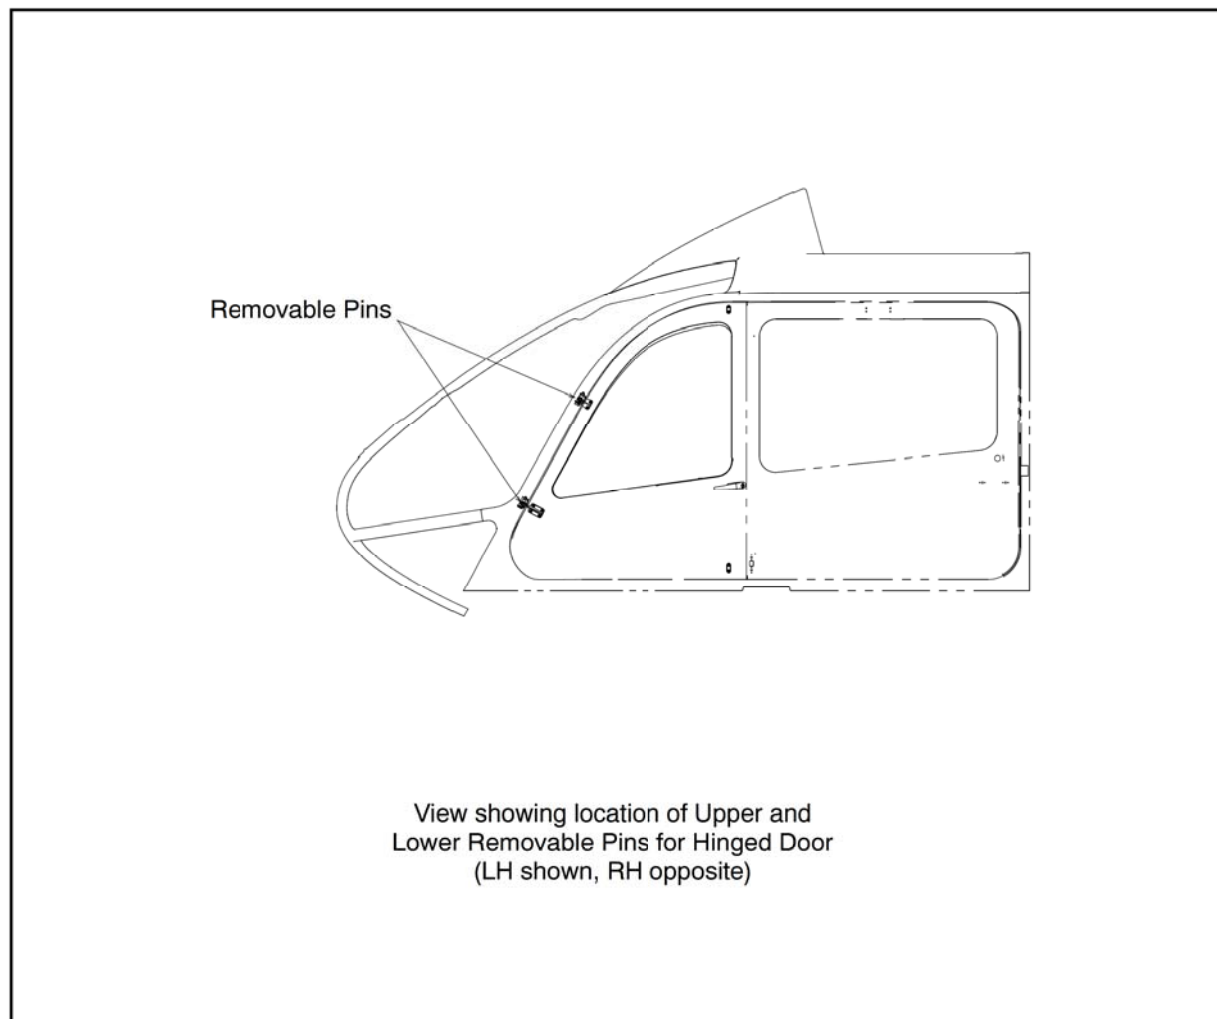 Removable Pins
View showing location of Upper and
Lower Removable Pins for Hinged Door
(LH shown, RH opposite)